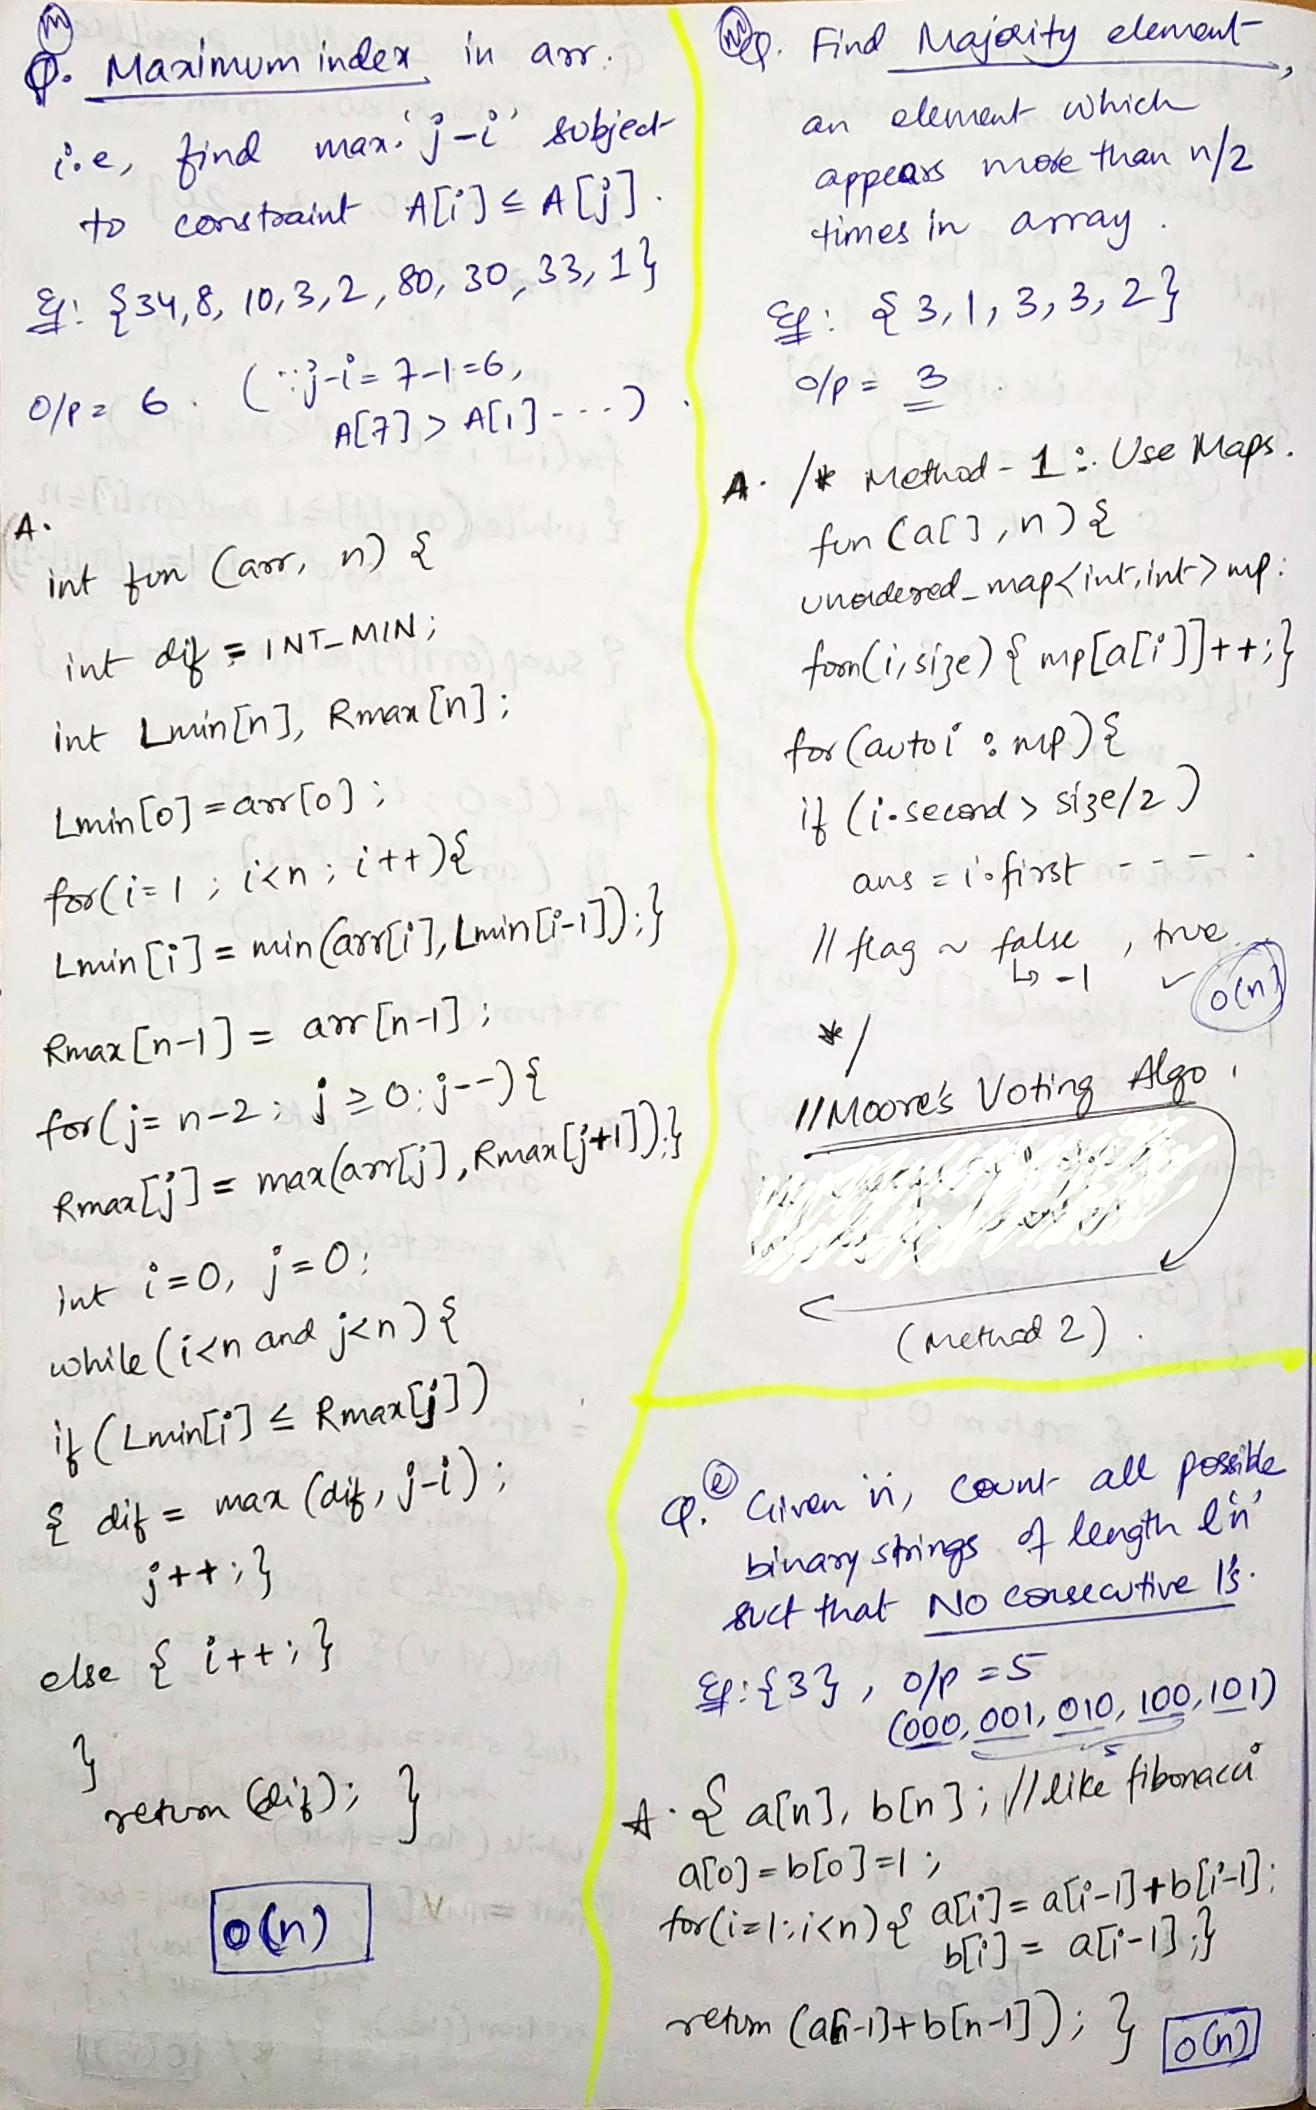 (M)
Q. Maximum index in arr.
i.e, find max. 'j-i' subject
to constraint A[i] ≤ A[j].
Eg: {34,8,10,3,2,80,30,33,1}
O/P = 6. (∵ j-i = 7-1=6,
A[7] > A[1] ----).
A.
int fun (arr, n) {
int dif = INT_MIN;
int Lmin[n], Rmax[n];
Lmin[0] = arr[0];
for(i=1; i<n; i++){
Lmin[i] = min(arr[i], Lmin[i-1]);}
Rmax[n-1] = arr[n-1];
for(j=n-2; j≥0; j--){
Rmax[j] = max(arr[j], Rmax[j+1]);}
int i=0, j=0;
while (i<n and j<n){
if (Lmin[i] ≤ Rmax[j])
{ dif = max (dif, j-i);
j++;}
else { i++;}
}
return (dif); }
O(n)
(M) Q. Find Majority element,
an element which
appears more than n/2
times in array.
Eg: {3,1,3,3,2}
O/P = 3
A. /* Method-1: Use Maps.
fun (a[],n){
unordered_map<int,int> mp;
forn(i,size) { mp[a[i]]++;}
for (auto i : mp){
if (i.second > size/2)
ans = i.first ----.
// flag ~ false, true.
↳ -1 ✓
O(n)
*/
//Moore's Voting Algo.
(Method 2).
Q. (e) Given 'n', count all possible
binary strings of length 'n'
suct that No consecutive 1's.
Eg: {3}, O/P = 5
(000, 001, 010, 100, 101)
5
A. { a[n], b[n]; //like fibonacci
a[0] = b[0] = 1;
for(i=1;i<n){ a[i] = a[i-1]+b[i-1];
b[i] = a[i-1];}
return (a[n-1]+b[n-1]); }
O(n)